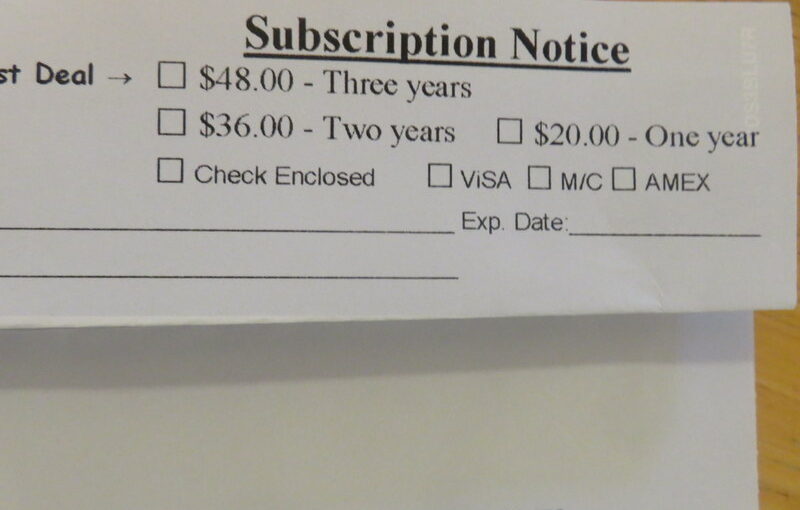 Subscription Notice
st Deal → ☐ $48.00 - Three years
☐ $36.00 - Two years ☐ $20.00 - One year
☐ Check Enclosed ☐ ViSA ☐ M/C ☐ AMEX
Exp. Date: